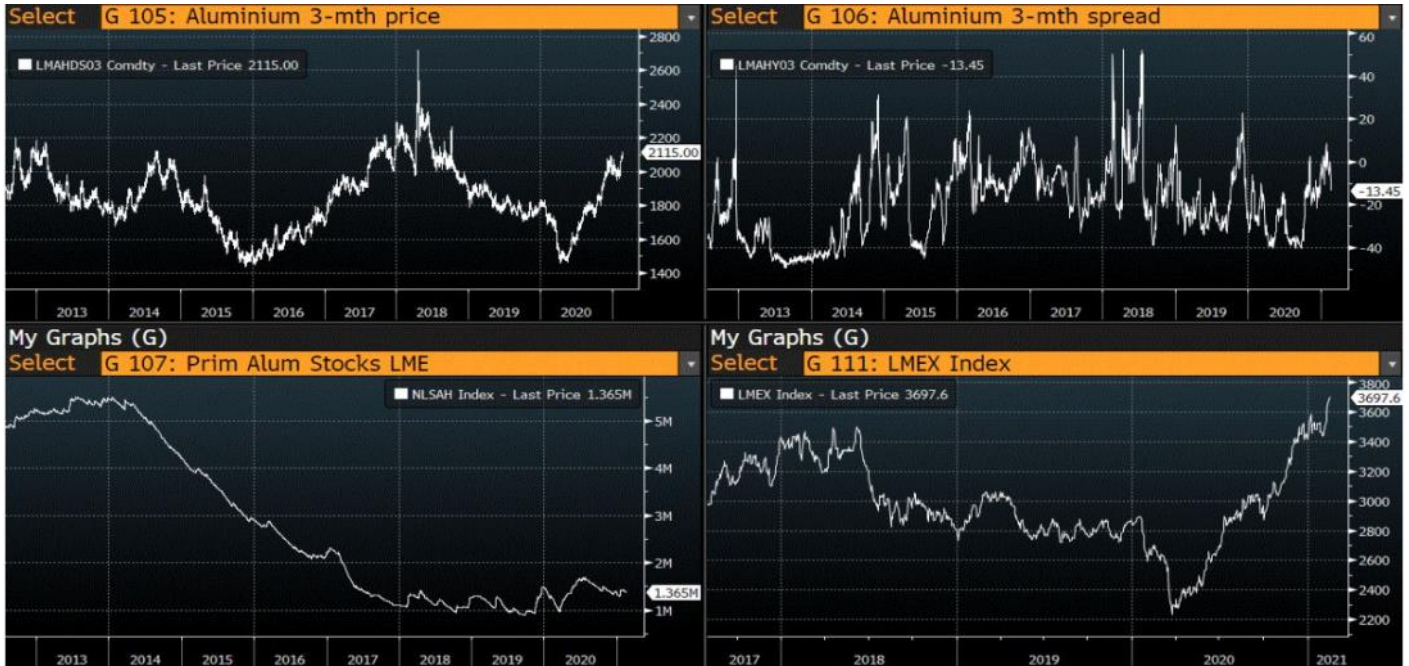 Select G 105: Aluminium 3-mth price
LMAHDS03 Comdty - Last Price 2115.00
2800
2600
2400
2200
2115.00
2000
1800
1600
1400
2013 2014 2015 2016 2017 2018 2019 2020
Select G 106: Aluminium 3-mth spread
LMAHY03 Comdty - Last Price -13.45
60
40
20
0
-13.45
-20
-40
2013 2014 2015 2016 2017 2018 2019 2020
My Graphs (G)
Select G 107: Prim Alum Stocks LME
NLSAH Index - Last Price 1.365M
5M
4M
3M
2M
1.365M
1M
2013 2014 2015 2016 2017 2018 2019 2020
My Graphs (G)
Select G 111: LMEX Index
LMEX Index - Last Price 3697.6
3800
3697.6
3600
3400
3200
3000
2800
2600
2400
2200
2017 2018 2019 2020 2021